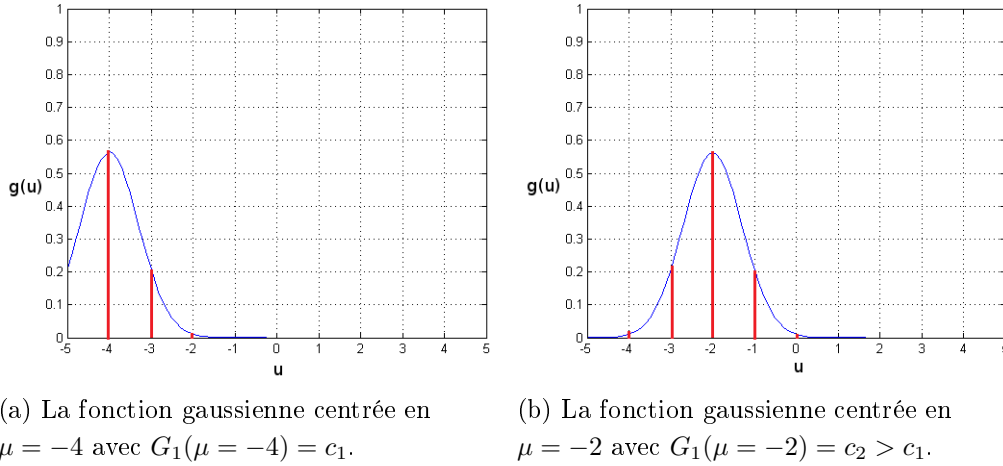 1
0.9
0.8
0.7
0.6
0.5
g(u)
0.4
0.3
0.2
0.1
0
-5 -4 -3 -2 -1 0 1 2 3 4 5
u
1
0.9
0.8
0.7
0.6
0.5
g(u)
0.4
0.3
0.2
0.1
0
-5 -4 -3 -2 -1 0 1 2 3 4 5
u
(a) La fonction gaussienne centrée en
μ = −4 avec G₁(μ = −4) = c₁.
(b) La fonction gaussienne centrée en
μ = −2 avec G₁(μ = −2) = c₂ > c₁.